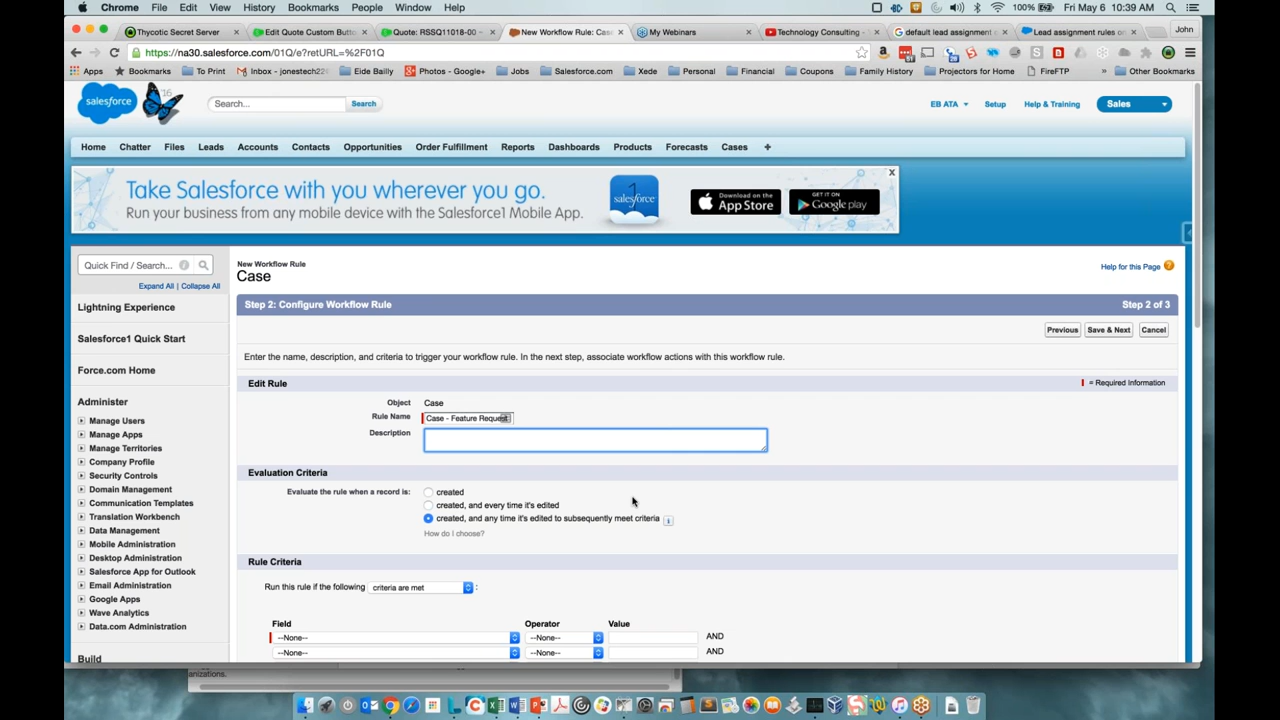 Chrome File Edit View History Bookmarks People Window Help 100% Fri May 6 10:39 AM
Thycotic Secret Server Edit Quote Custom Butto Quote: RSSQ11018-00 - New Workflow Rule: Case My Webinars Technology Consulting - default lead assignment r Lead assignment rules on John
https://na30.salesforce.com/01Q/e?retURL=%2F01Q
Apps Bookmarks To Print Inbox - jonestech22 Eide Bailly Photos - Google+ Jobs Salesforce.com Xede Personal Financial Coupons Family History Projectors for Home FireFTP » Other Bookmarks
salesforce Search... Search EB ATA Setup Help & Training Sales
Home Chatter Files Leads Accounts Contacts Opportunities Order Fulfillment Reports Dashboards Products Forecasts Cases +
Take Salesforce with you wherever you go.
Run your business from any mobile device with the Salesforce1 Mobile App.
salesforce
Download on the App Store
GET IT ON Google play
Quick Find / Search...
Expand All | Collapse All
Lightning Experience
Salesforce1 Quick Start
Force.com Home
Administer
Manage Users
Manage Apps
Manage Territories
Company Profile
Security Controls
Domain Management
Communication Templates
Translation Workbench
Data Management
Mobile Administration
Desktop Administration
Salesforce App for Outlook
Email Administration
Google Apps
Wave Analytics
Data.com Administration
Build
New Workflow Rule
Case
Help for this Page
Step 2: Configure Workflow Rule Step 2 of 3
Previous Save & Next Cancel
Enter the name, description, and criteria to trigger your workflow rule. In the next step, associate workflow actions with this workflow rule.
Edit Rule = Required Information
Object Case
Rule Name Case - Feature Request
Description
Evaluation Criteria
Evaluate the rule when a record is: created
created, and every time it's edited
created, and any time it's edited to subsequently meet criteria
How do I choose?
Rule Criteria
Run this rule if the following criteria are met :
Field Operator Value
--None-- --None-- AND
--None-- --None-- AND
anizations.